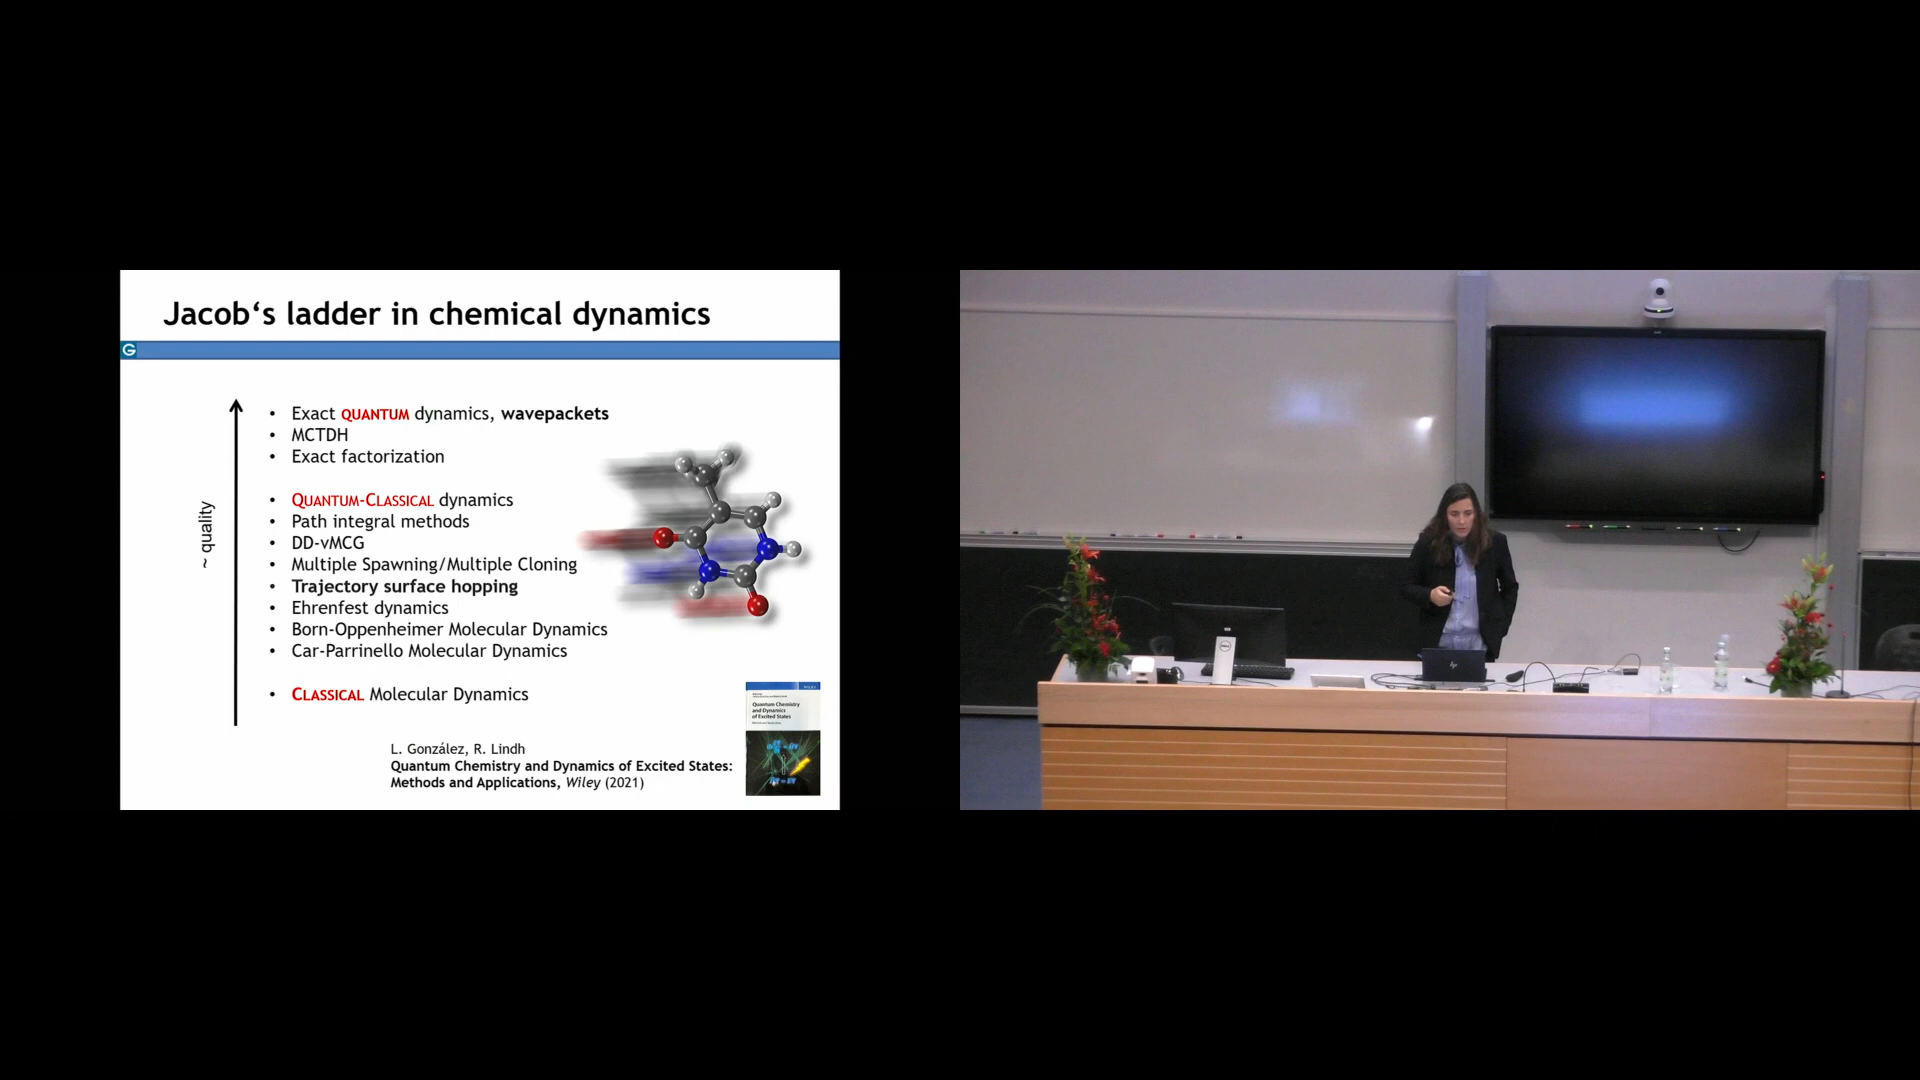 Jacob‘s ladder in chemical dynamics
G
~ quality
• Exact QUANTUM dynamics, wavepackets
• MCTDH
• Exact factorization
• QUANTUM-CLASSICAL dynamics
• Path integral methods
• DD-vMCG
• Multiple Spawning/Multiple Cloning
• Trajectory surface hopping
• Ehrenfest dynamics
• Born-Oppenheimer Molecular Dynamics
• Car-Parrinello Molecular Dynamics
• CLASSICAL Molecular Dynamics
L. González, R. Lindh
Quantum Chemistry and Dynamics of Excited States:
Methods and Applications, Wiley (2021)
WILEY
Quantum Chemistry
and Dynamics
of Excited States
DELL
hp